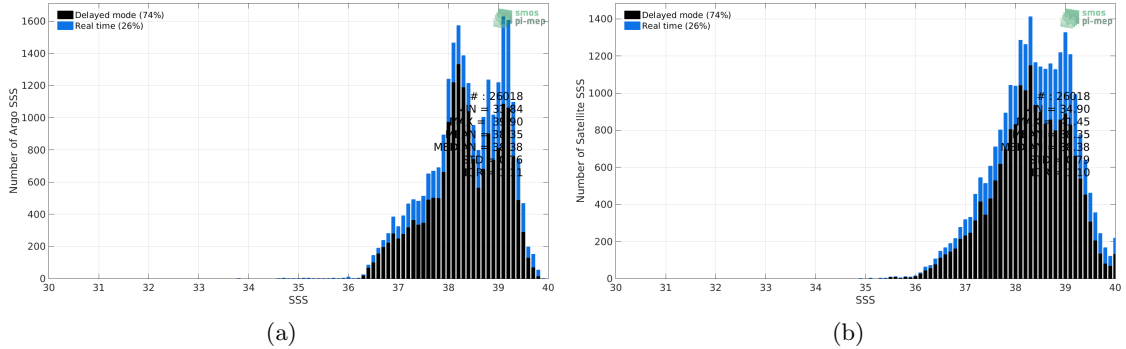 Delayed mode (74%)
Real time (26%)
smos
pi-mep
Number of Argo SSS
1600
1400
1200
1000
800
600
400
200
0
# : 26018
30 31 32 33 34 35 36 37 38 39 40
SSS
(a)
Delayed mode (74%)
Real time (26%)
smos
pi-mep
Number of Satellite SSS
1400
1200
1000
800
600
400
200
0
# : 26018
30 31 32 33 34 35 36 37 38 39 40
SSS
(b)